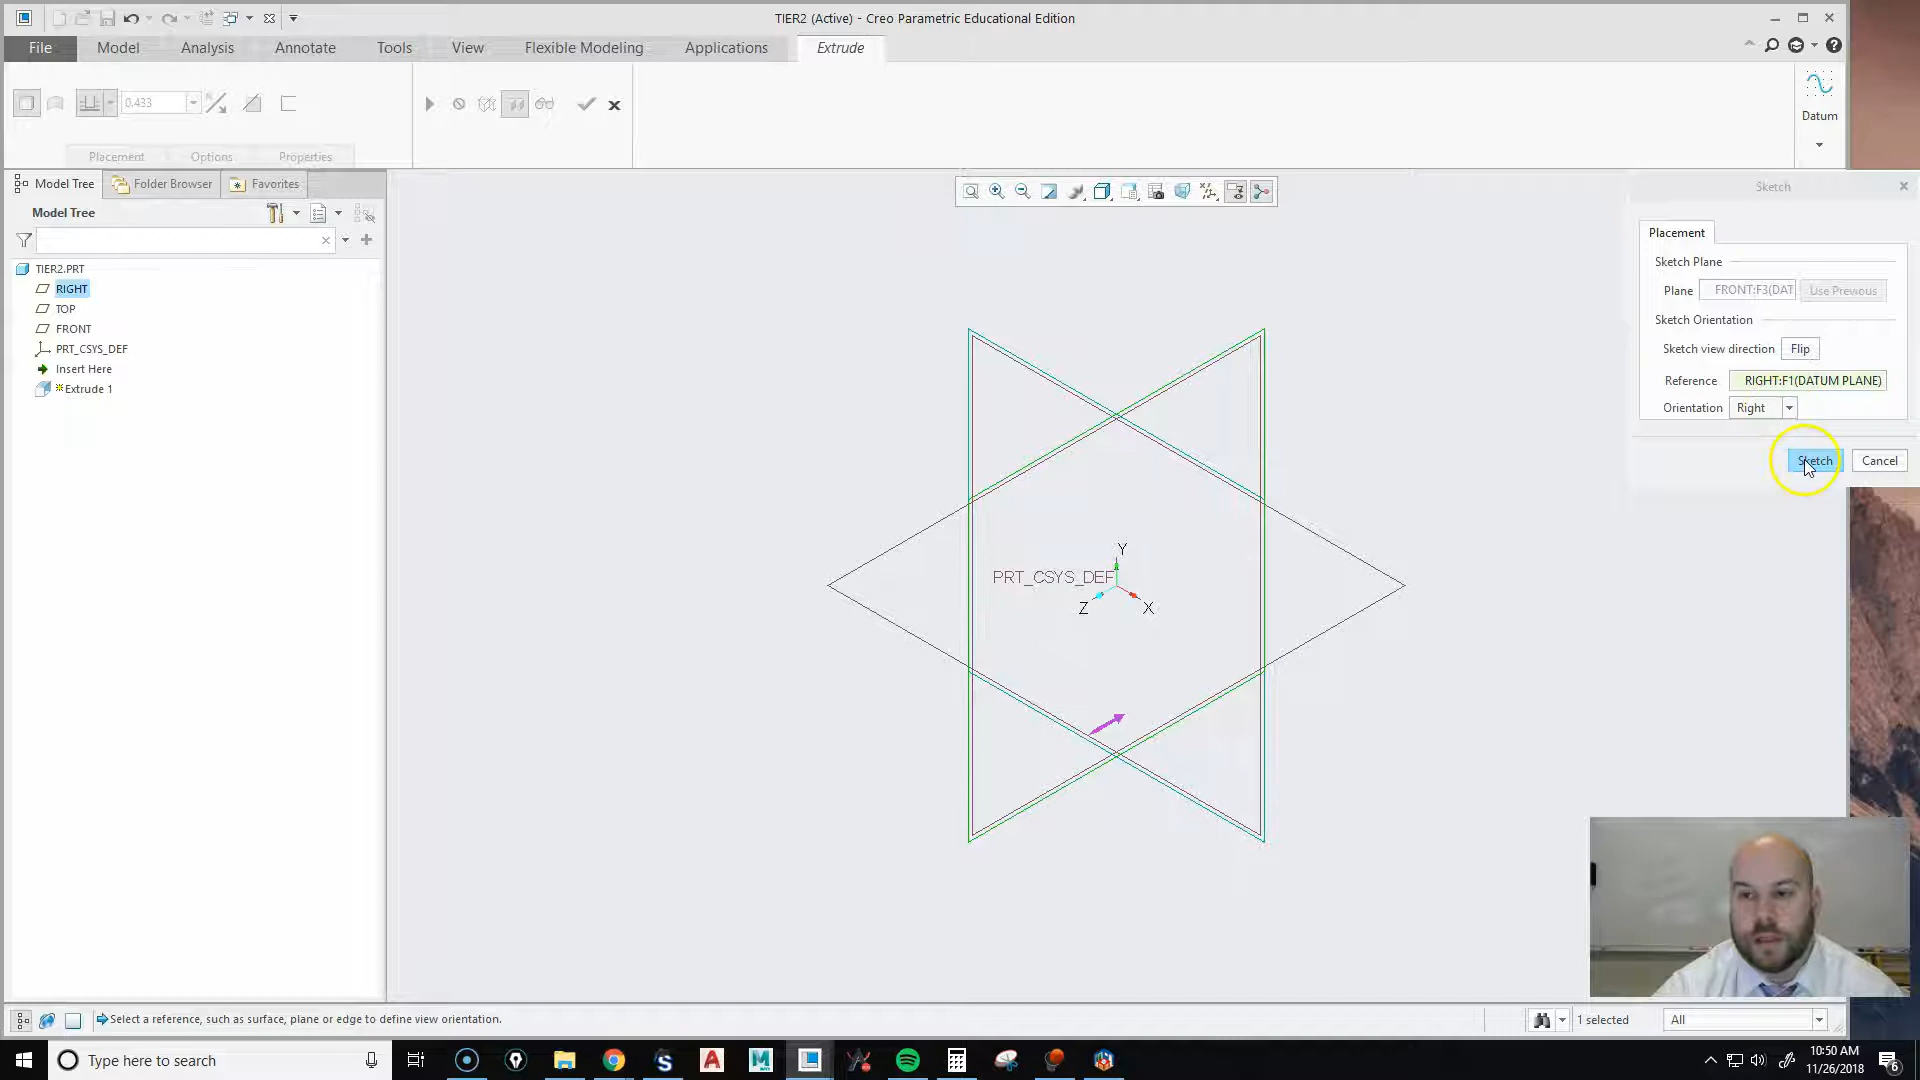 TIER2 (Active) - Creo Parametric Educational Edition
File Model Analysis Annotate Tools View Flexible Modeling Applications Extrude
0.433
Placement Options Properties
Datum
Model Tree Folder Browser Favorites
Model Tree
TIER2.PRT
RIGHT
TOP
FRONT
PRT_CSYS_DEF
Insert Here
Extrude 1
Y
PRT_CSYS_DEF
Z X
Sketch
Placement
Sketch Plane
Plane FRONT:F3(DAT Use Previous
Sketch Orientation
Sketch view direction Flip
Reference RIGHT:F1(DATUM PLANE)
Orientation Right
Sketch Cancel
Select a reference, such as surface, plane or edge to define view orientation.
1 selected All
Type here to search
10:50 AM
11/26/2018
6